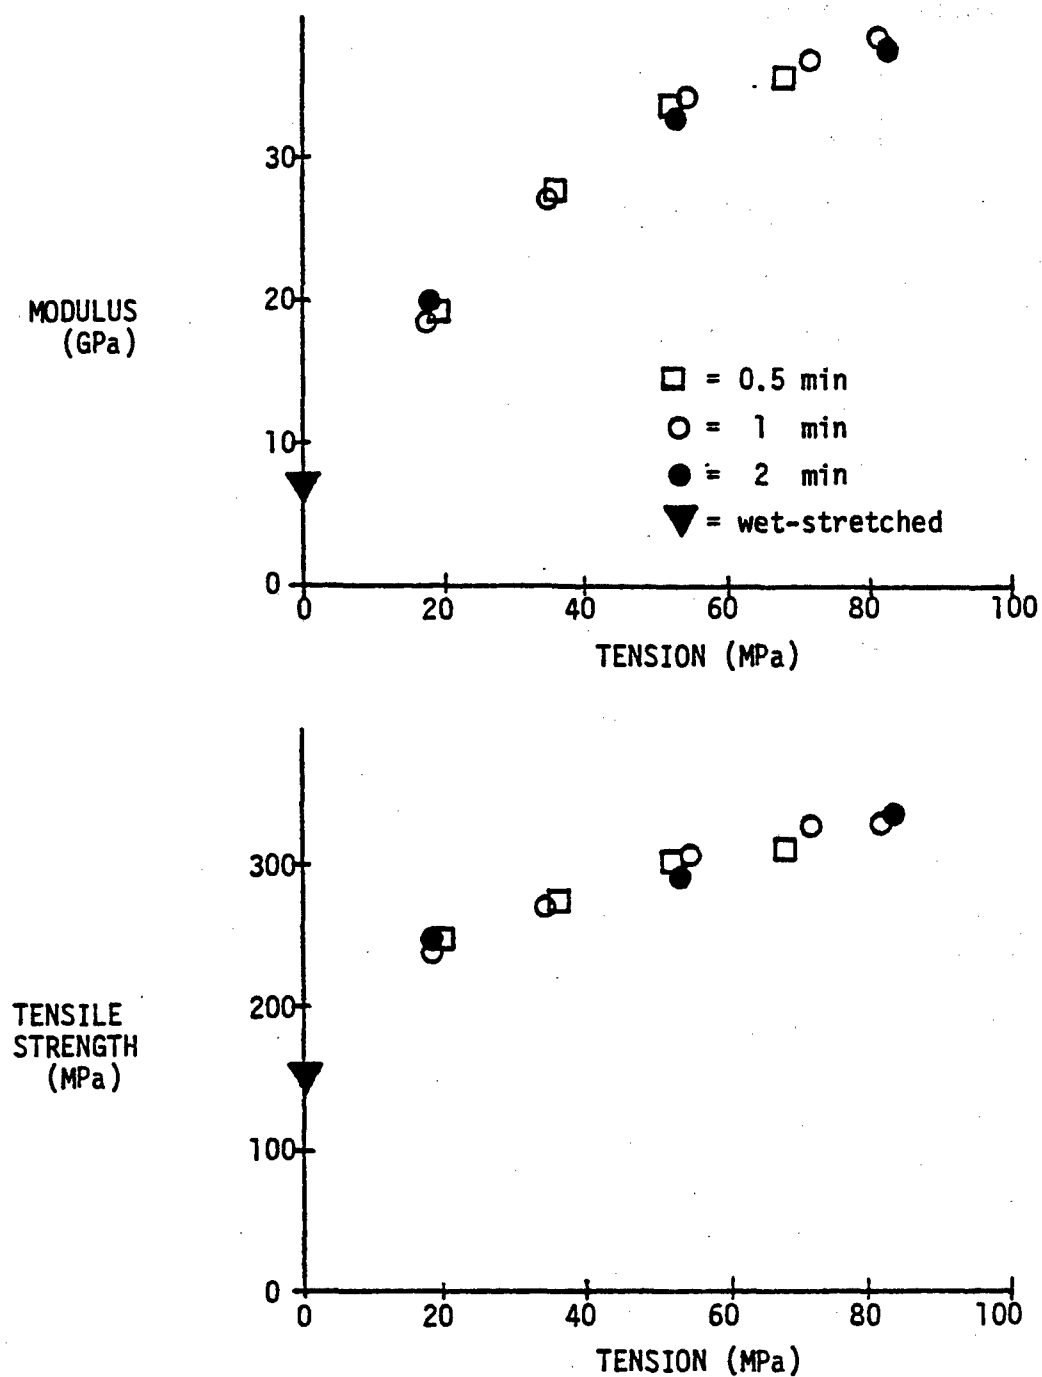 30
20
MODULUS
(GPa)
10
0
□ = 0.5 min
○ = 1 min
● = 2 min
▼ = wet-stretched
0 20 40 60 80 100
TENSION (MPa)
300
200
TENSILE
STRENGTH
(MPa)
100
0
0 20 40 60 80 100
TENSION (MPa)